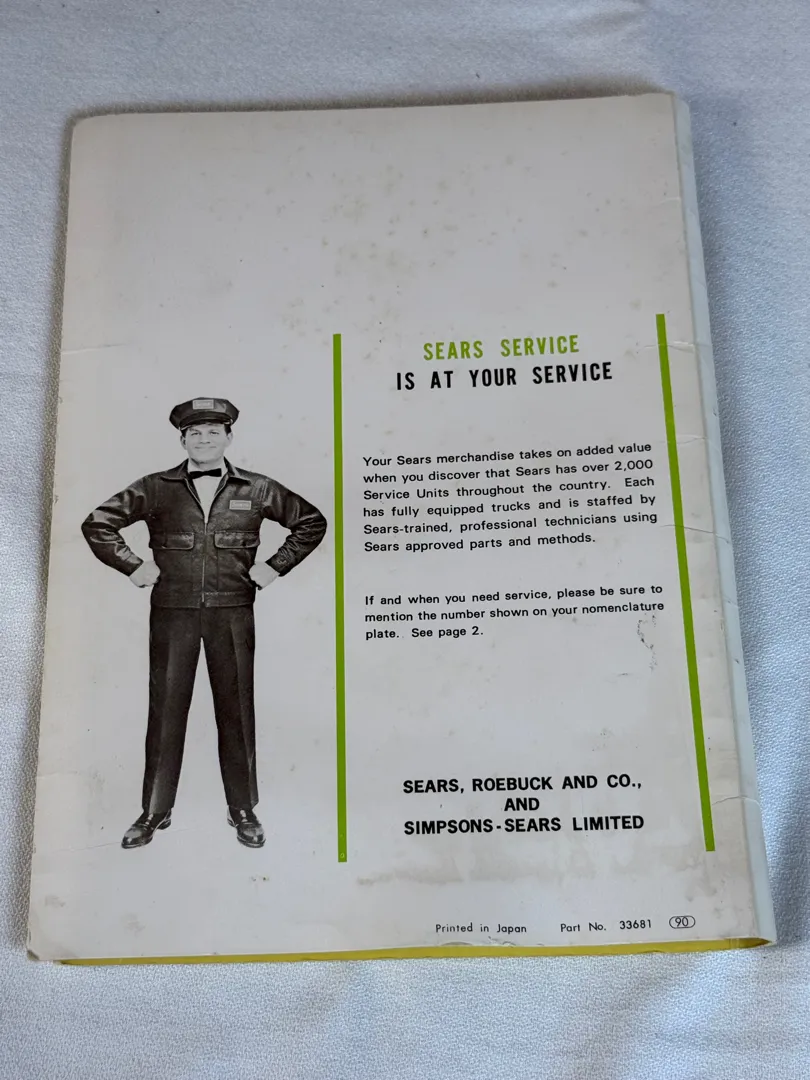 SEARS SERVICE
IS AT YOUR SERVICE
Your Sears merchandise takes on added value
when you discover that Sears has over 2,000
Service Units throughout the country. Each
has fully equipped trucks and is staffed by
Sears-trained, professional technicians using
Sears approved parts and methods.
If and when you need service, please be sure to
mention the number shown on your nomenclature
plate. See page 2.
SEARS, ROEBUCK AND CO.,
AND
SIMPSONS-SEARS LIMITED
Printed in Japan Part No. 33681 90